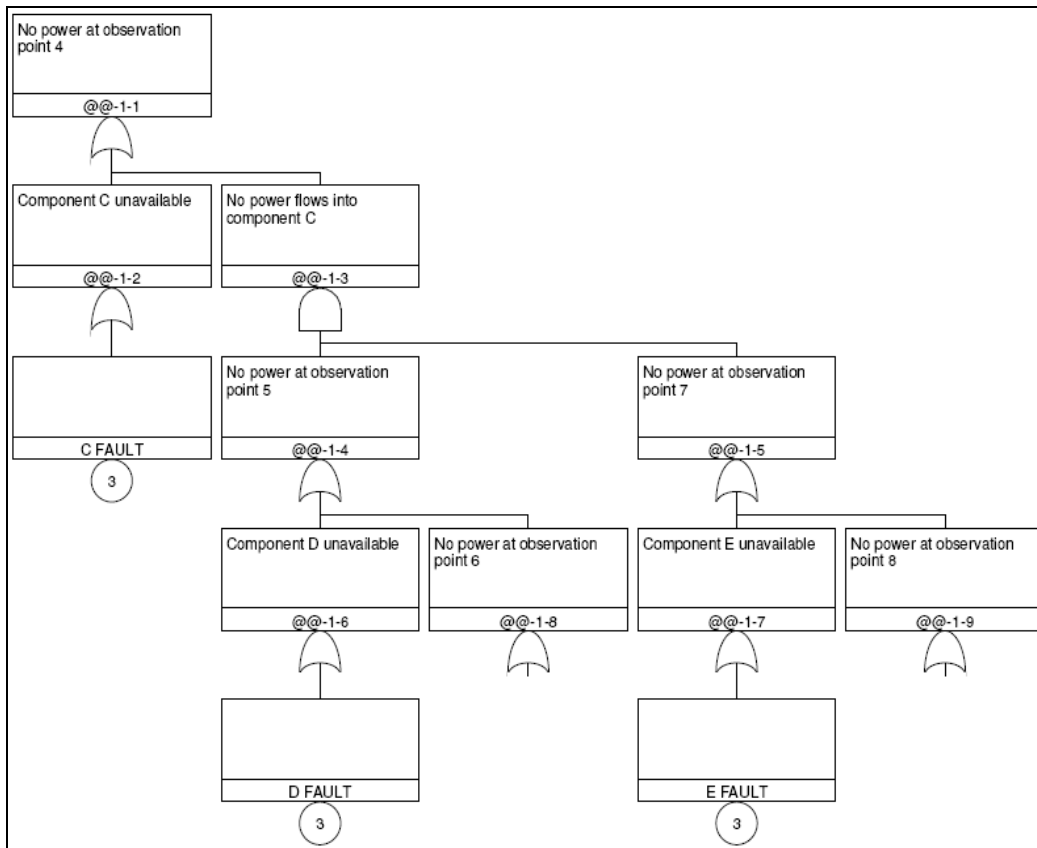 No power at observation
point 4
@@-1-1
Component C unavailable
@@-1-2
No power flows into
component C
@@-1-3
C FAULT
3
No power at observation
point 5
@@-1-4
No power at observation
point 7
@@-1-5
Component D unavailable
@@-1-6
No power at observation
point 6
@@-1-8
Component E unavailable
@@-1-7
No power at observation
point 8
@@-1-9
D FAULT
3
E FAULT
3